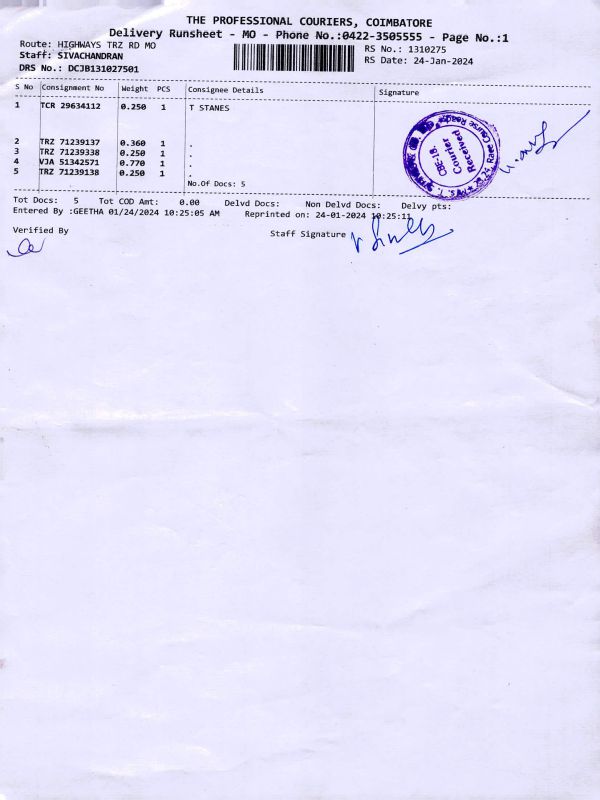 THE PROFESSIONAL COURIERS, COIMBATORE
Delivery Runsheet - MO - Phone No.:0422-3505555 - Page No.:1
Route: HIGHWAYS TRZ RD MO RS No.: 1310275
Staff: SIVACHANDRAN RS Date: 24-Jan-2024
DRS No.: DCJB131027501
S No Consignment No Weight PCS Consignee Details Signature
1 TCR 29634112 0.250 1 T STANES
2 TRZ 71239137 0.360 1 .
3 TRZ 71239338 0.250 1 .
4 VJA 51342571 0.770 1 .
5 TRZ 71239138 0.250 1 .
No.Of Docs: 5
Race Course Road
CBE-18.
Courier
Received
Tot Docs: 5 Tot COD Amt: 0.00 Delvd Docs: Non Delvd Docs: Delvy pts:
Entered By :GEETHA 01/24/2024 10:25:05 AM Reprinted on: 24-01-2024 10:25:11
Verified By
Staff Signature